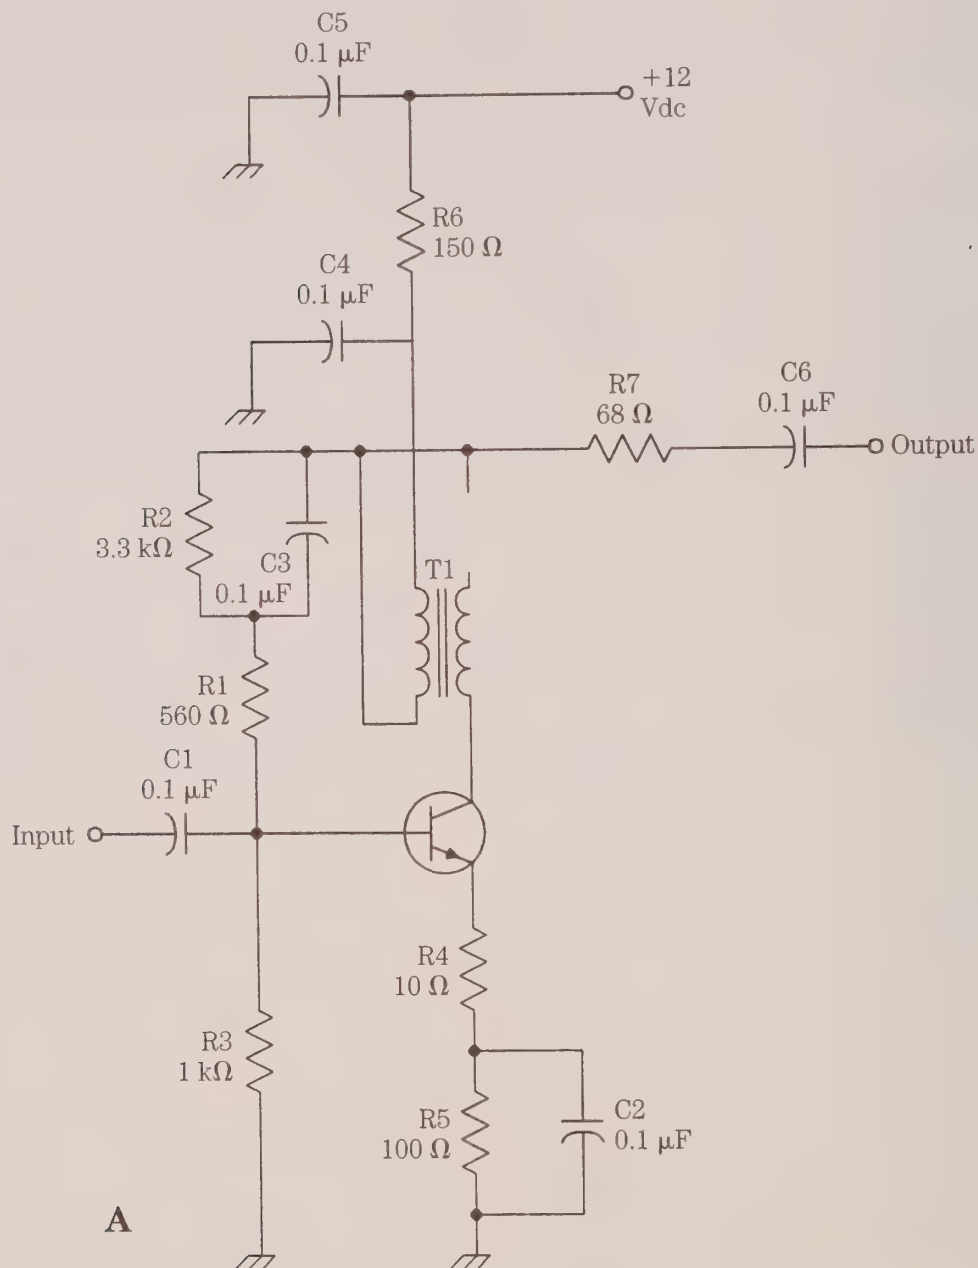 C5
0.1 µF
+12
Vdc
R6
150 Ω
C4
0.1 µF
R7
68 Ω
C6
0.1 µF
Output
R2
3.3 kΩ
C3
0.1 µF
T1
R1
560 Ω
C1
0.1 µF
Input
R4
10 Ω
R3
1 kΩ
R5
100 Ω
C2
0.1 µF
A